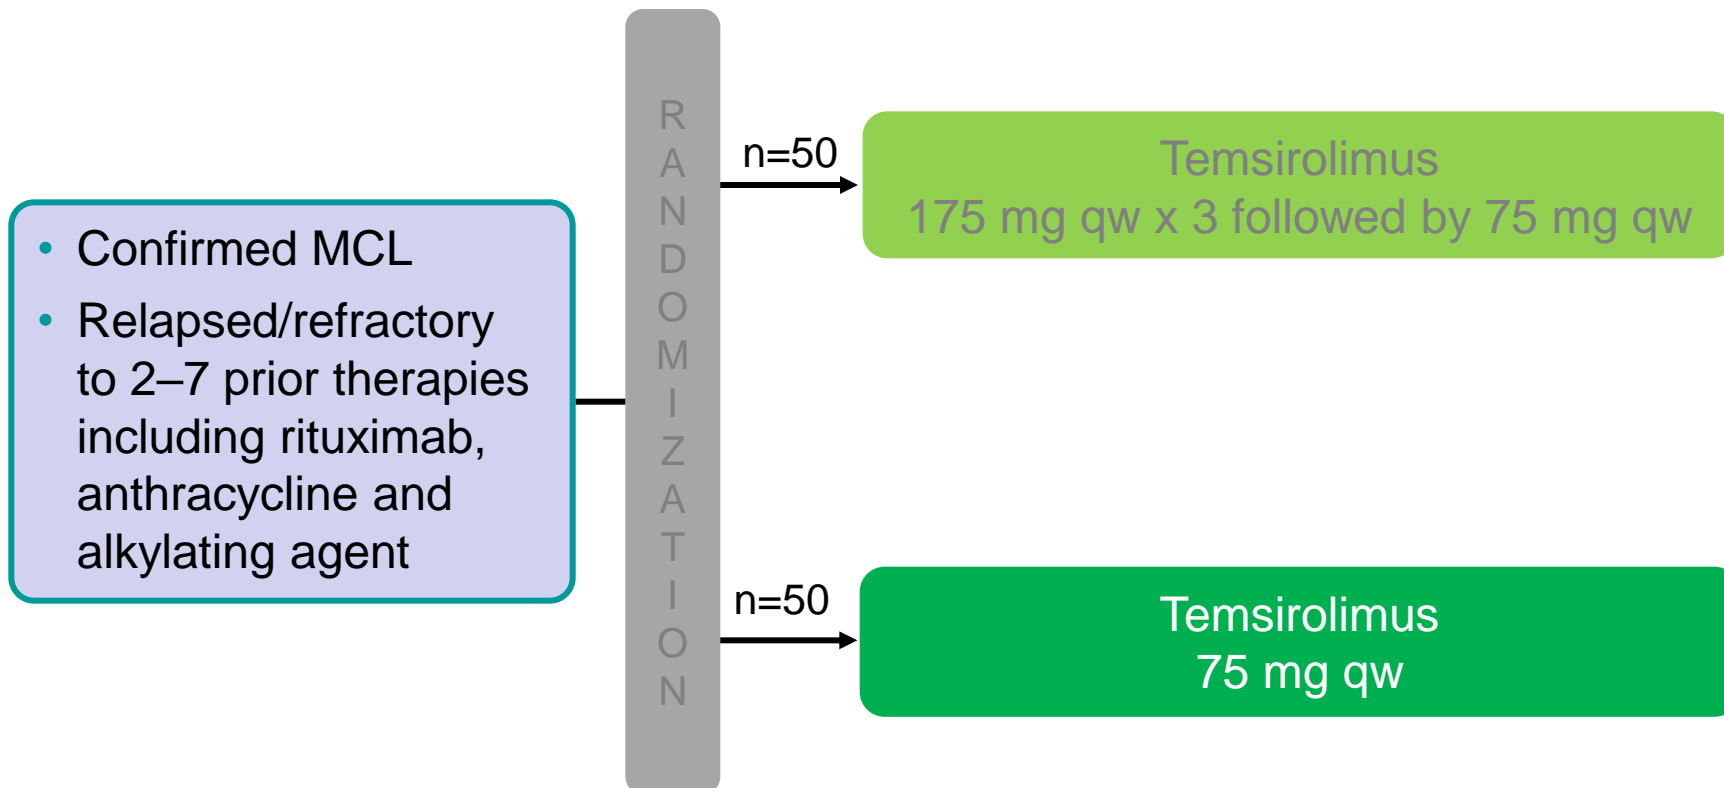 • Confirmed MCL
• Relapsed/refractory
to 2–7 prior therapies
including rituximab,
anthracycline and
alkylating agent
RANDOMIZATION
n=50
Temsirolimus
175 mg qw x 3 followed by 75 mg qw
n=50
Temsirolimus
75 mg qw